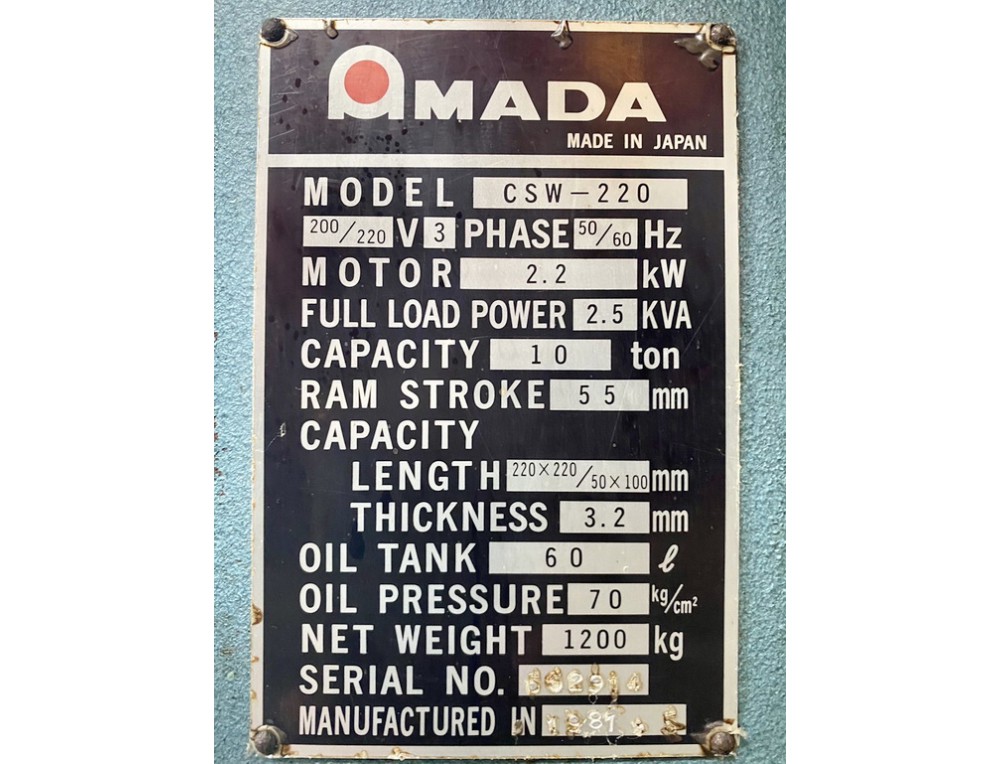 AMADA
MADE IN JAPAN
MODEL CSW-220
200/220 V 3 PHASE 50/60 Hz
MOTOR 2.2 kW
FULL LOAD POWER 2.5 KVA
CAPACITY 10 ton
RAM STROKE 55 mm
CAPACITY
LENGTH 220×220/50×100 mm
THICKNESS 3.2 mm
OIL TANK 60 ℓ
OIL PRESSURE 70 kg/cm²
NET WEIGHT 1200 kg
SERIAL NO.
MANUFACTURED IN